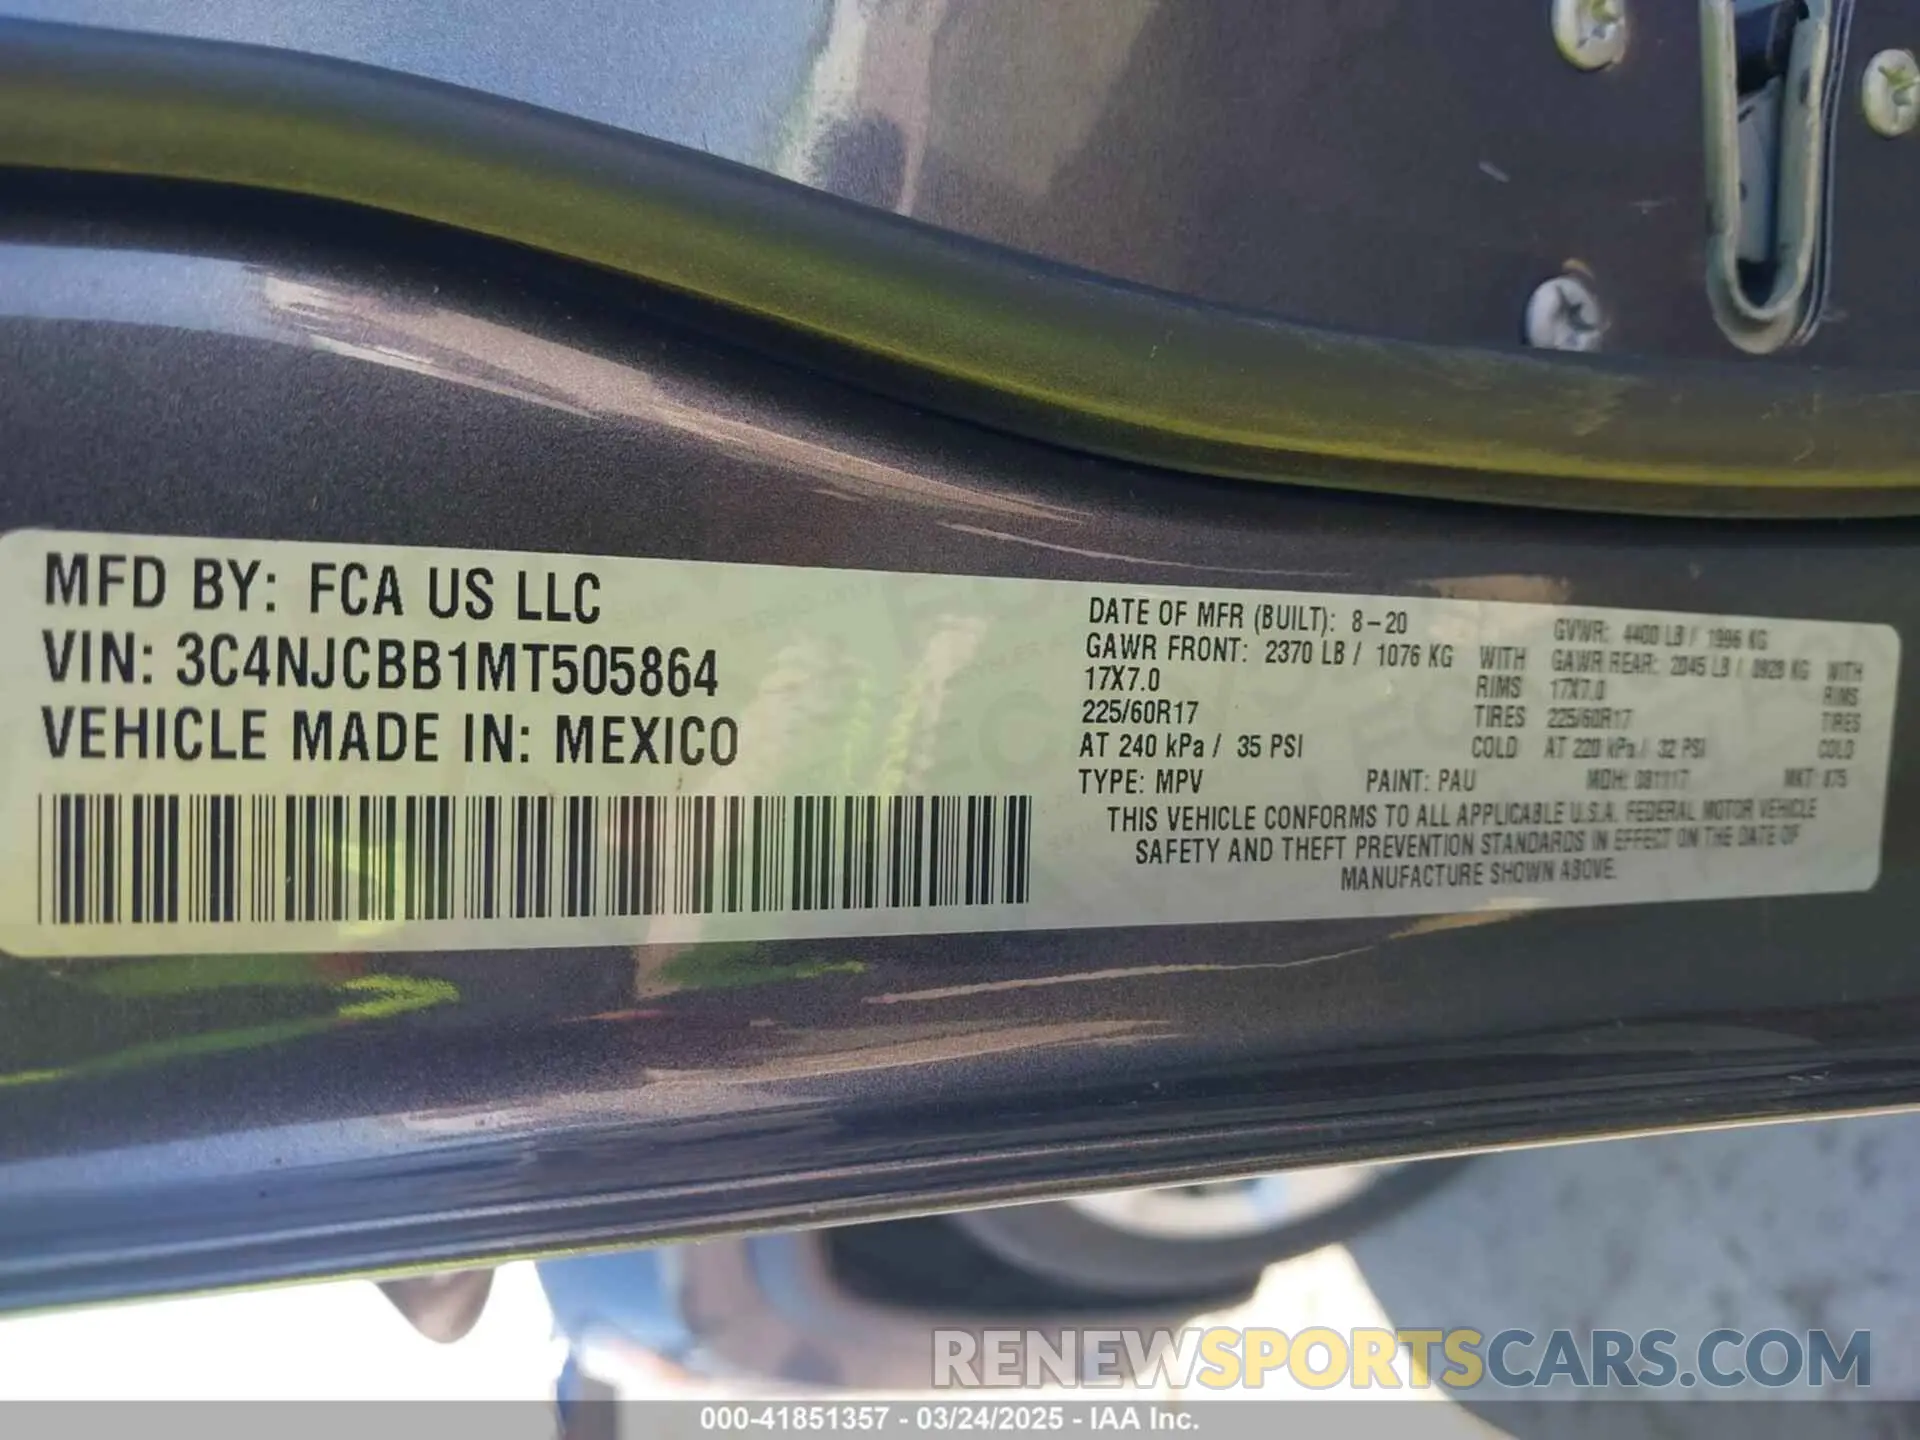 MFD BY: FCA US LLC
VIN: 3C4NJCBB1MT505864
VEHICLE MADE IN: MEXICO
DATE OF MFR (BUILT): 8-20 GVWR: 4400 LB / 1996 KG
GAWR FRONT: 2370 LB / 1076 KG WITH GAWR REAR: 2045 LB / 0928 KG WITH
17X7.0 RIMS 17X7.0 RIMS
225/60R17 TIRES 225/60R17 TIRES
AT 240 kPa / 35 PSI COLD AT 220 kPa / 32 PSI COLD
TYPE: MPV PAINT: PAU MDH: MKT:
THIS VEHICLE CONFORMS TO ALL APPLICABLE U.S.A. FEDERAL MOTOR VEHICLE
SAFETY AND THEFT PREVENTION STANDARDS IN EFFECT ON THE DATE OF
MANUFACTURE SHOWN ABOVE.
RENEWSPORTSCARS.COM
000-41851357 - 03/24/2025 - IAA Inc.